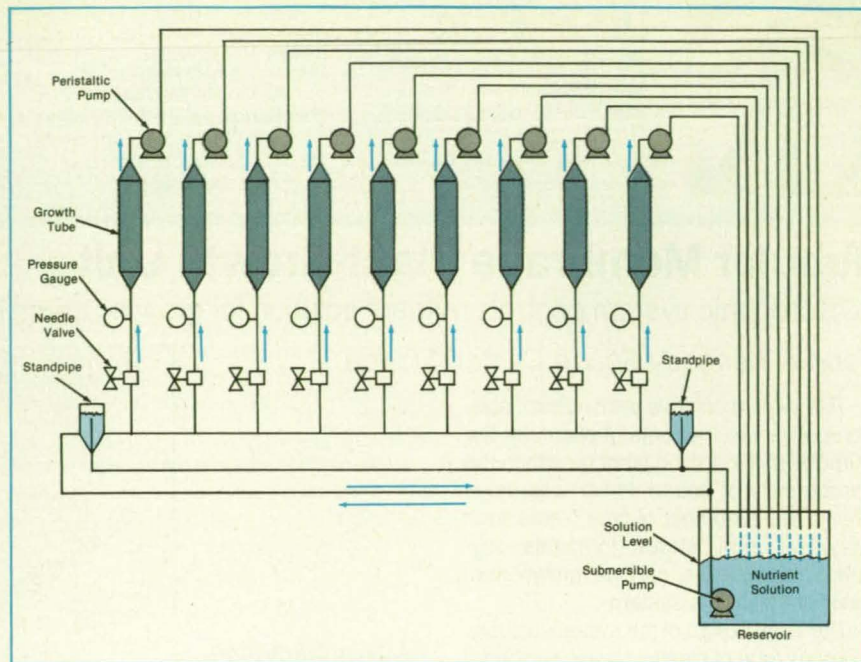 Peristaltic
Pump
Growth
Tube
Pressure
Gauge
Needle
Valve
Standpipe
Standpipe
Solution
Level
Submersible
Pump
Nutrient
Solution
Reservoir